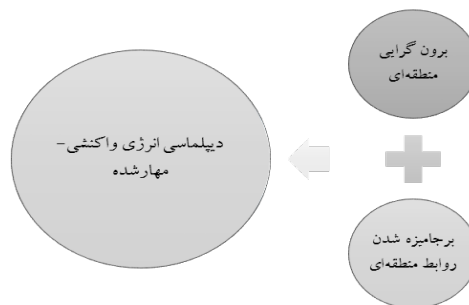 برون گرایی
منطقه‌ای
دیپلماسی انرژی واکنشی-
مهارشده
برجامیزه شدن
روابط منطقه‌ای